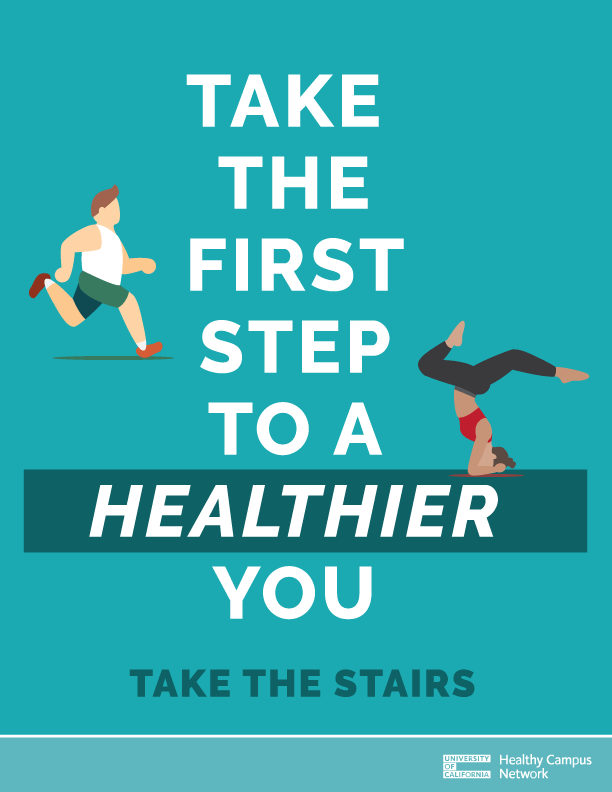 TAKE
THE
FIRST
STEP
TO A
HEALTHIER
YOU
TAKE THE STAIRS
UNIVERSITY
OF
CALIFORNIA
Healthy Campus
Network